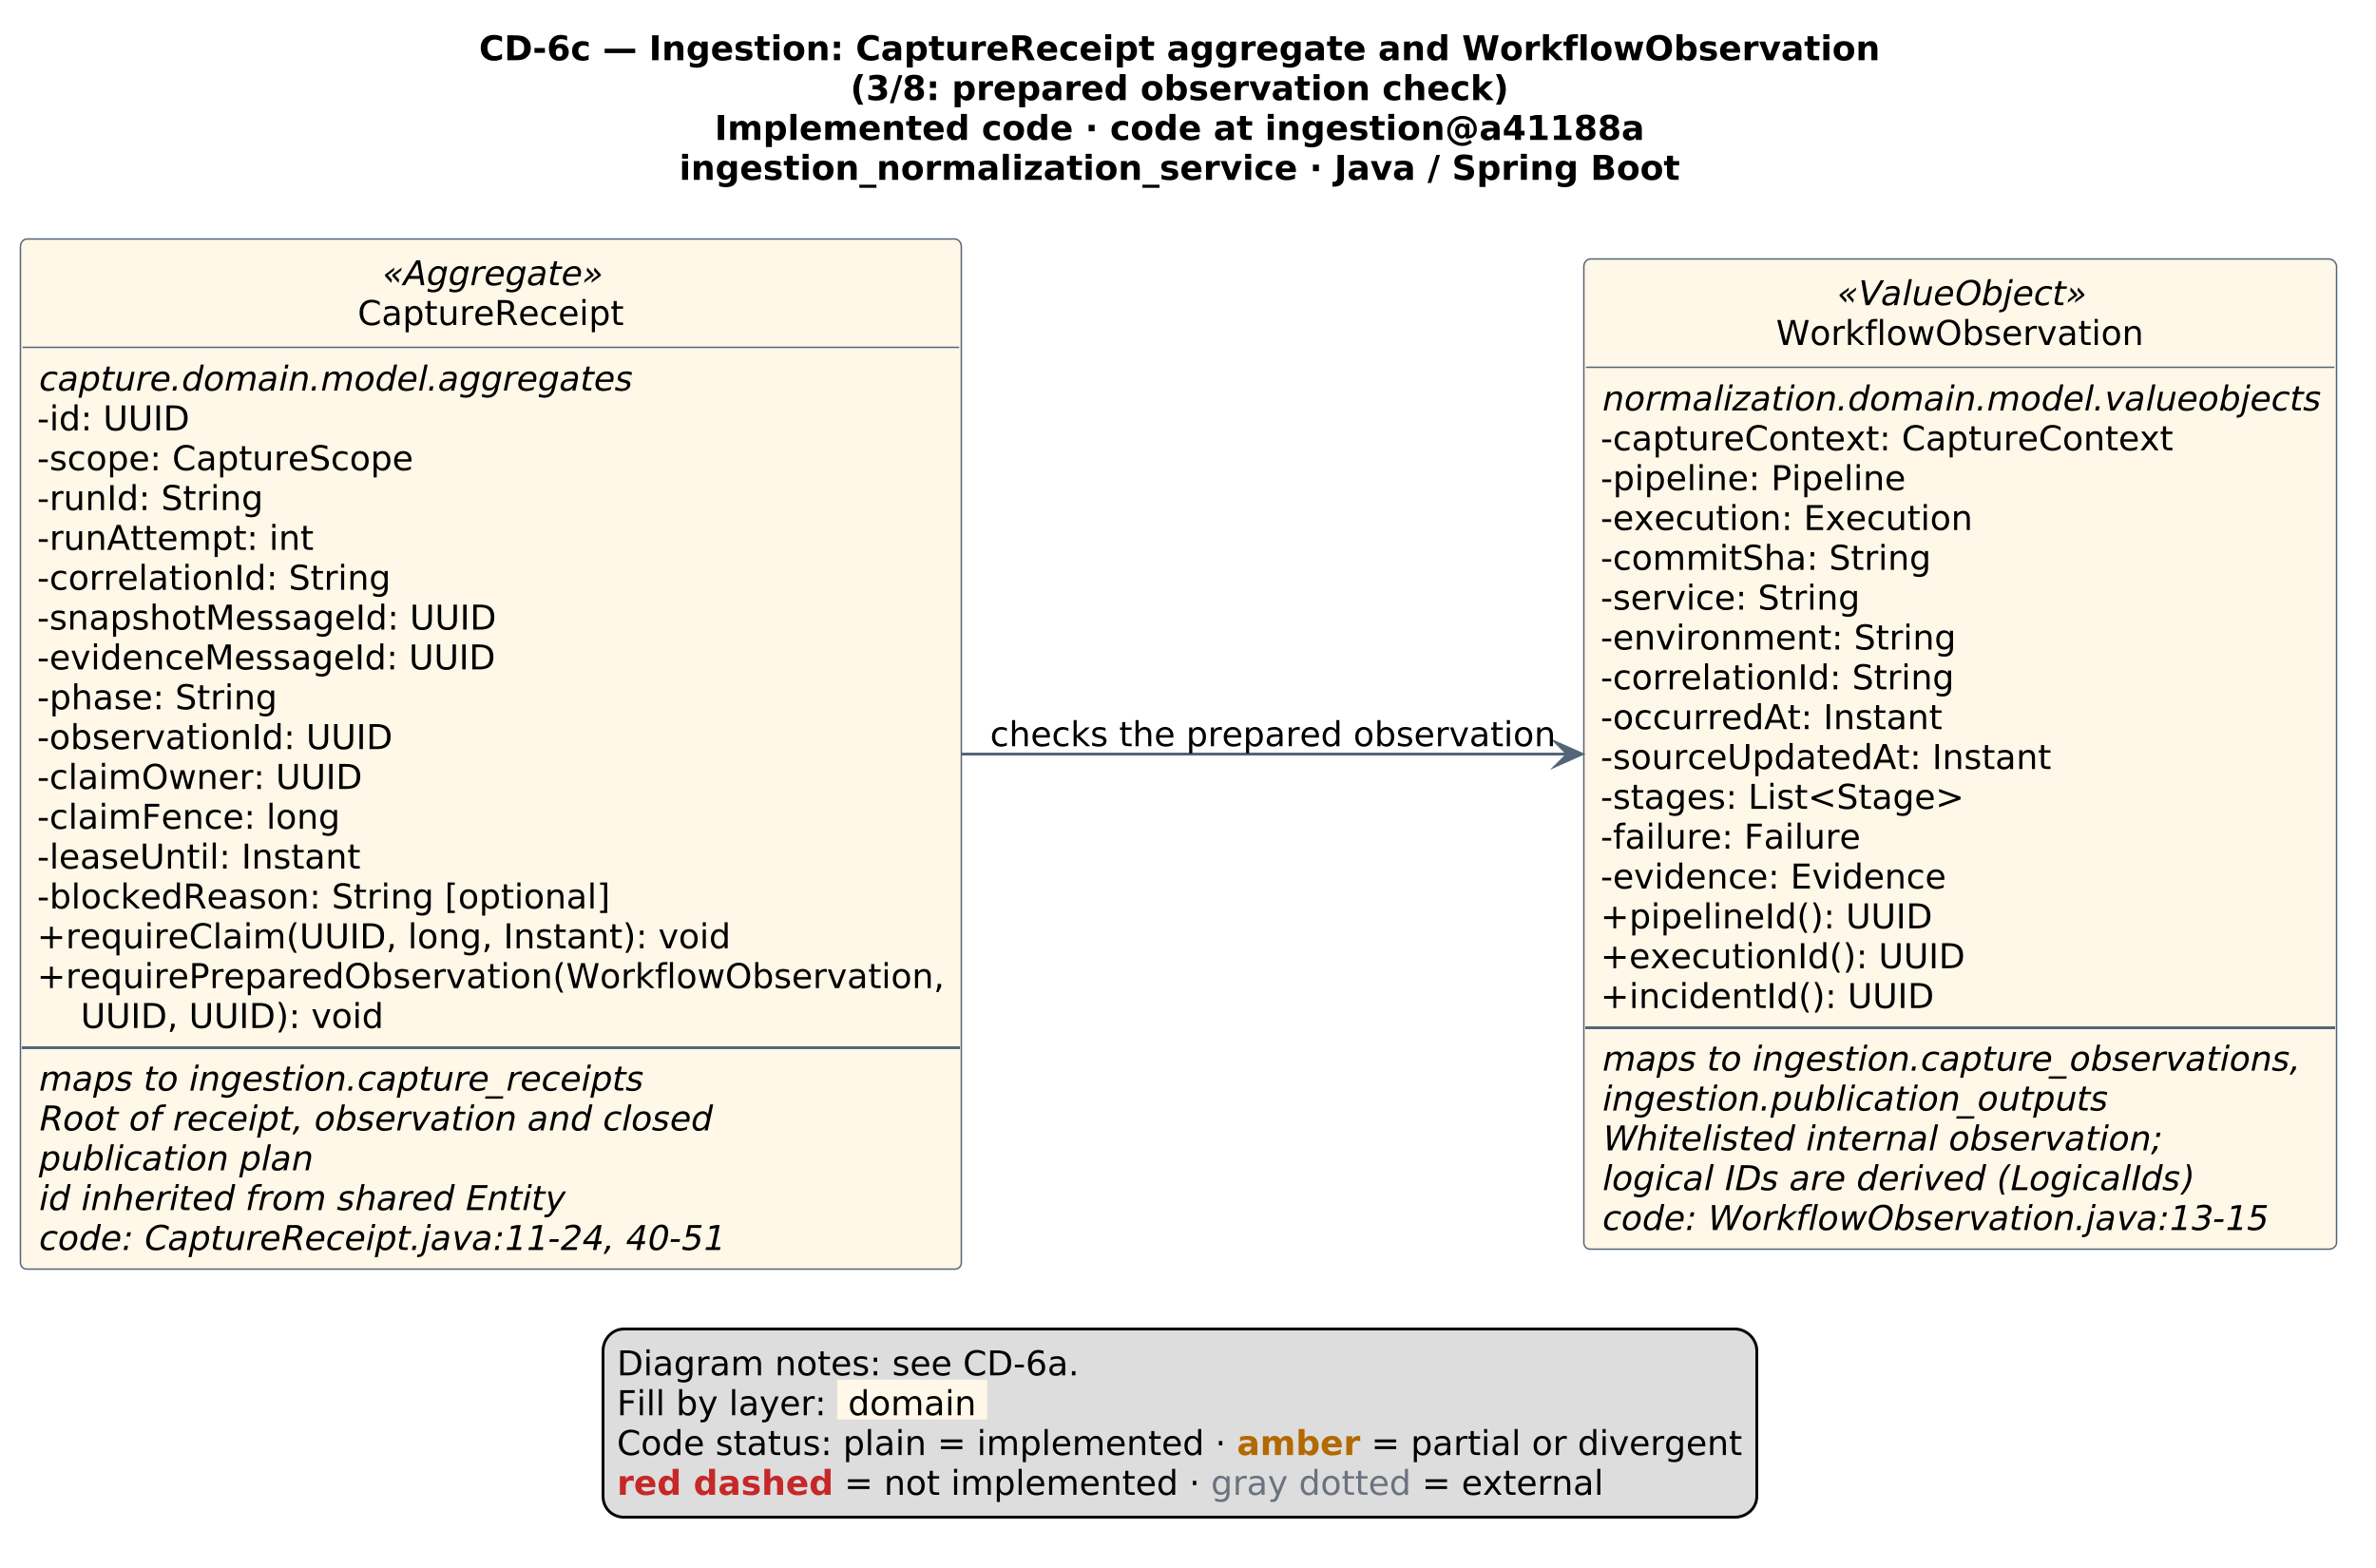 CD-6c — Ingestion: CaptureReceipt aggregate and WorkflowObservation
(3/8: prepared observation check)
Implemented code · code at ingestion@a41188a
ingestion_normalization_service · Java / Spring Boot
«Aggregate»
CaptureReceipt
capture.domain.model.aggregates
-id: UUID
-scope: CaptureScope
-runId: String
-runAttempt: int
-correlationId: String
-snapshotMessageId: UUID
-evidenceMessageId: UUID
-phase: String
-observationId: UUID
-claimOwner: UUID
-claimFence: long
-leaseUntil: Instant
-blockedReason: String [optional]
+requireClaim(UUID, long, Instant): void
+requirePreparedObservation(WorkflowObservation,
UUID, UUID): void
maps to ingestion.capture_receipts
Root of receipt, observation and closed
publication plan
id inherited from shared Entity
code: CaptureReceipt.java:11-24, 40-51
checks the prepared observation
«ValueObject»
WorkflowObservation
normalization.domain.model.valueobjects
-captureContext: CaptureContext
-pipeline: Pipeline
-execution: Execution
-commitSha: String
-service: String
-environment: String
-correlationId: String
-occurredAt: Instant
-sourceUpdatedAt: Instant
-stages: List<Stage>
-failure: Failure
-evidence: Evidence
+pipelineId(): UUID
+executionId(): UUID
+incidentId(): UUID
maps to ingestion.capture_observations,
ingestion.publication_outputs
Whitelisted internal observation;
logical IDs are derived (LogicalIds)
code: WorkflowObservation.java:13-15
Diagram notes: see CD-6a.
Fill by layer: domain
Code status: plain = implemented · amber = partial or divergent
red dashed = not implemented · gray dotted = external